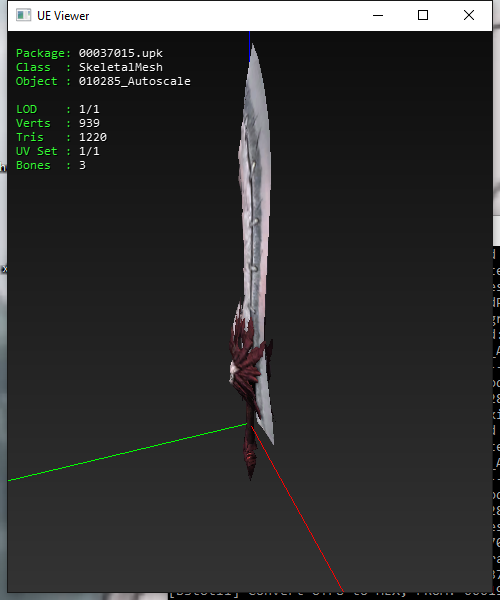 UE Viewer
Package: 00037015.upk
Class : SkeletalMesh
Object : 010285_Autoscale
LOD : 1/1
Verts : 939
Tris : 1220
UV Set : 1/1
Bones : 3